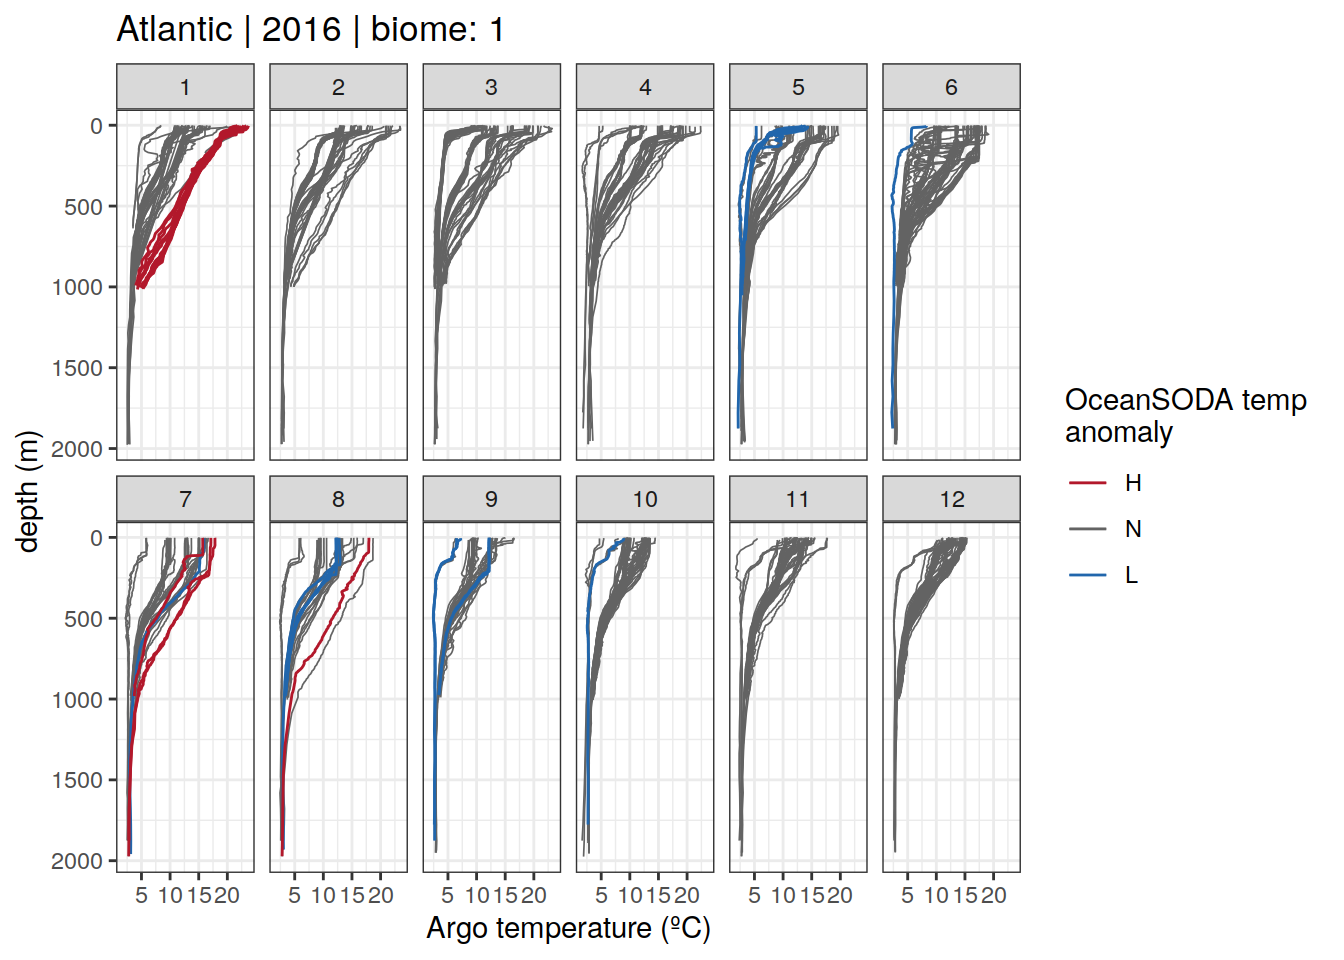 Atlantic | 2016 | biome: 1
1 2 3 4 5 6
0
500
1000
1500
2000
7 8 9 10 11 12
0
500
1000
1500
2000
5 10 15 20 5 10 15 20 5 10 15 20 5 10 15 20 5 10 15 20 5 10 15 20
Argo temperature (ºC)
depth (m)
OceanSODA temp
anomaly
H
N
L